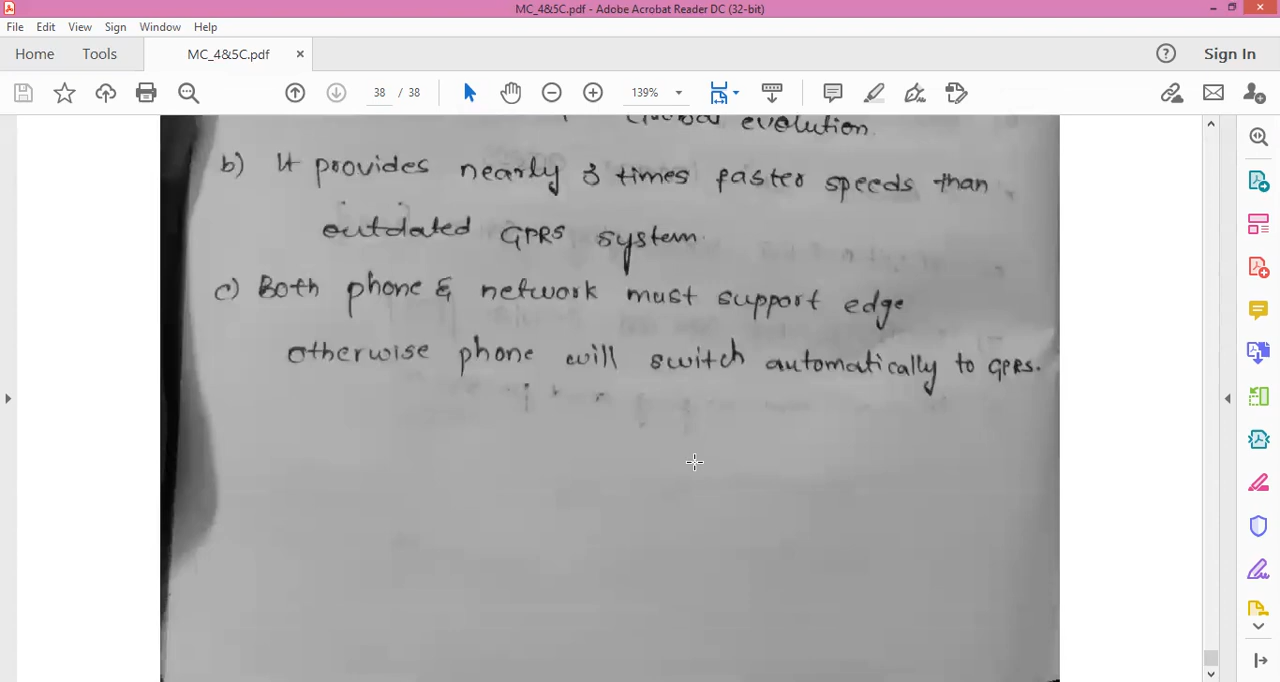 MC_4&5C.pdf - Adobe Acrobat Reader DC (32-bit)
File Edit View Sign Window Help
Home Tools MC_4&5C.pdf × Sign In
38 / 38 139%
Global evolution.
b) It provides nearly 3 times faster speeds than
outdated GPRS system.
c) Both phone & network must support edge
otherwise phone will switch automatically to GPRS.